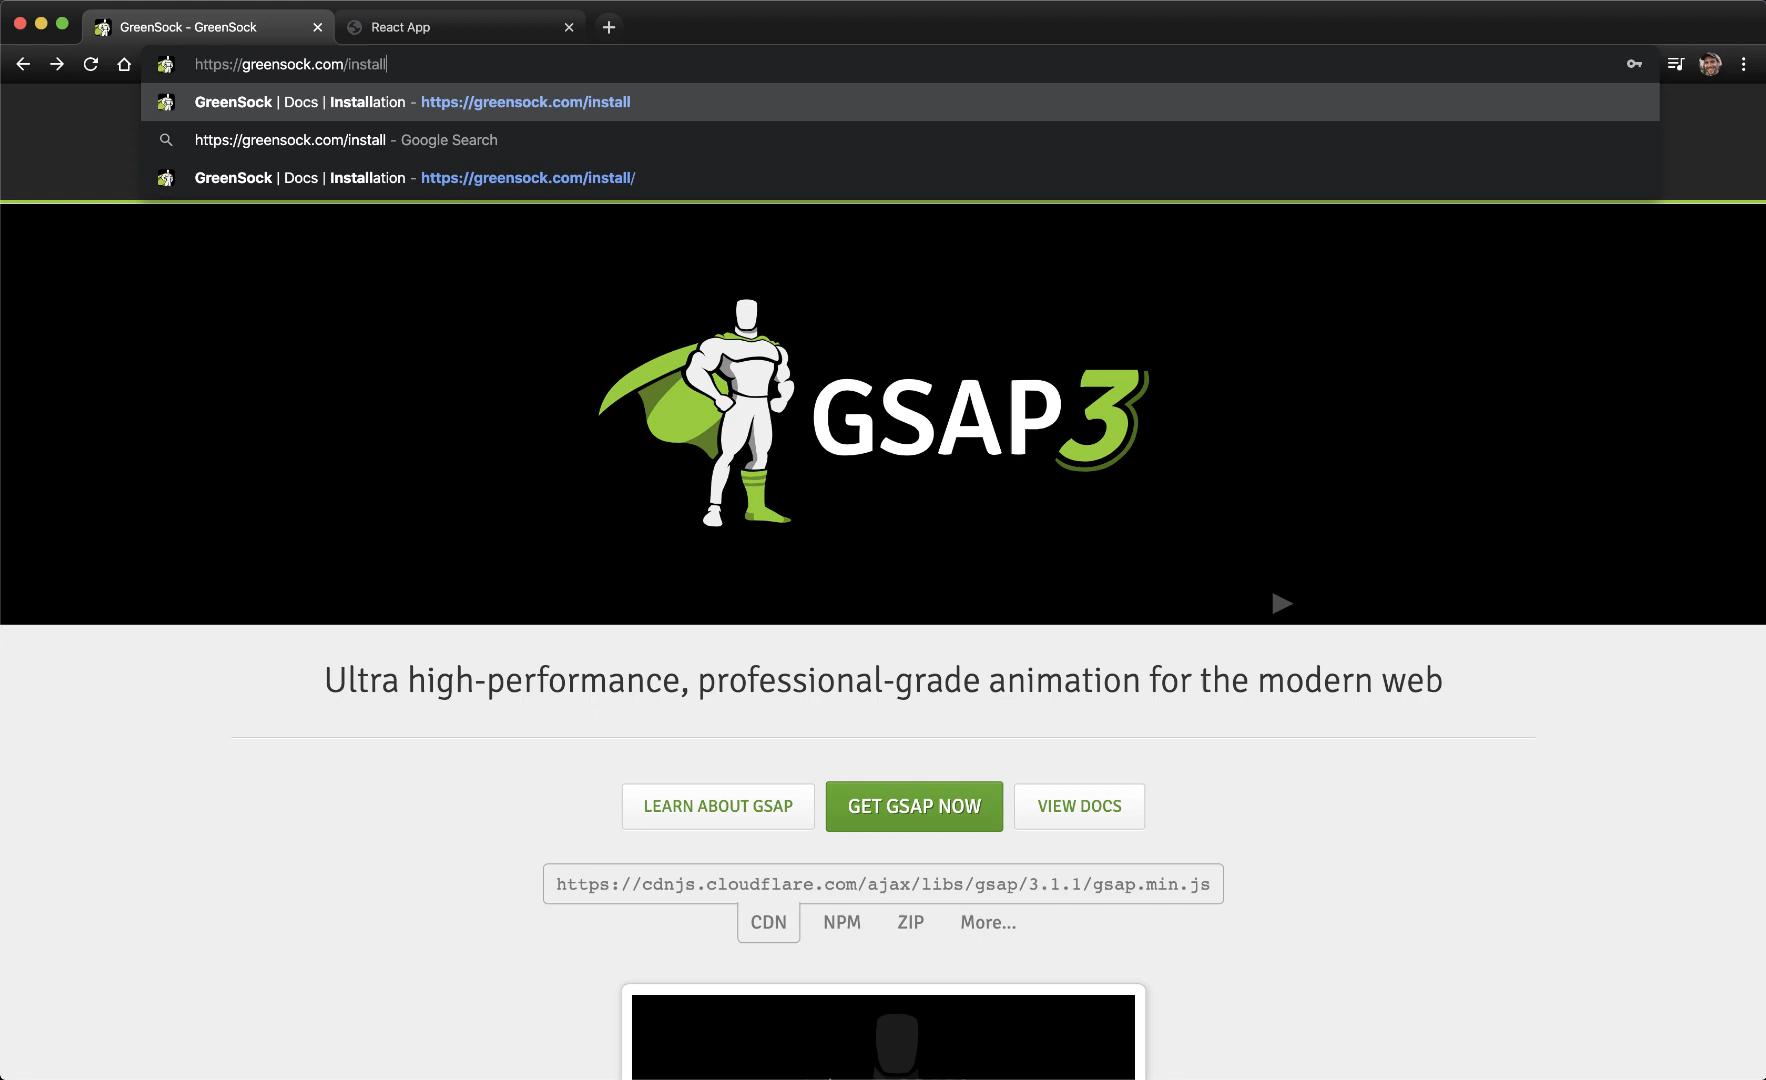 GreenSock - GreenSock
React App
https://greensock.com/install
GreenSock | Docs | Installation - https://greensock.com/install
https://greensock.com/install - Google Search
GreenSock | Docs | Installation - https://greensock.com/install/
GSAP3
Ultra high-performance, professional-grade animation for the modern web
LEARN ABOUT GSAP
GET GSAP NOW
VIEW DOCS
https://cdnjs.cloudflare.com/ajax/libs/gsap/3.1.1/gsap.min.js
CDN NPM ZIP More...